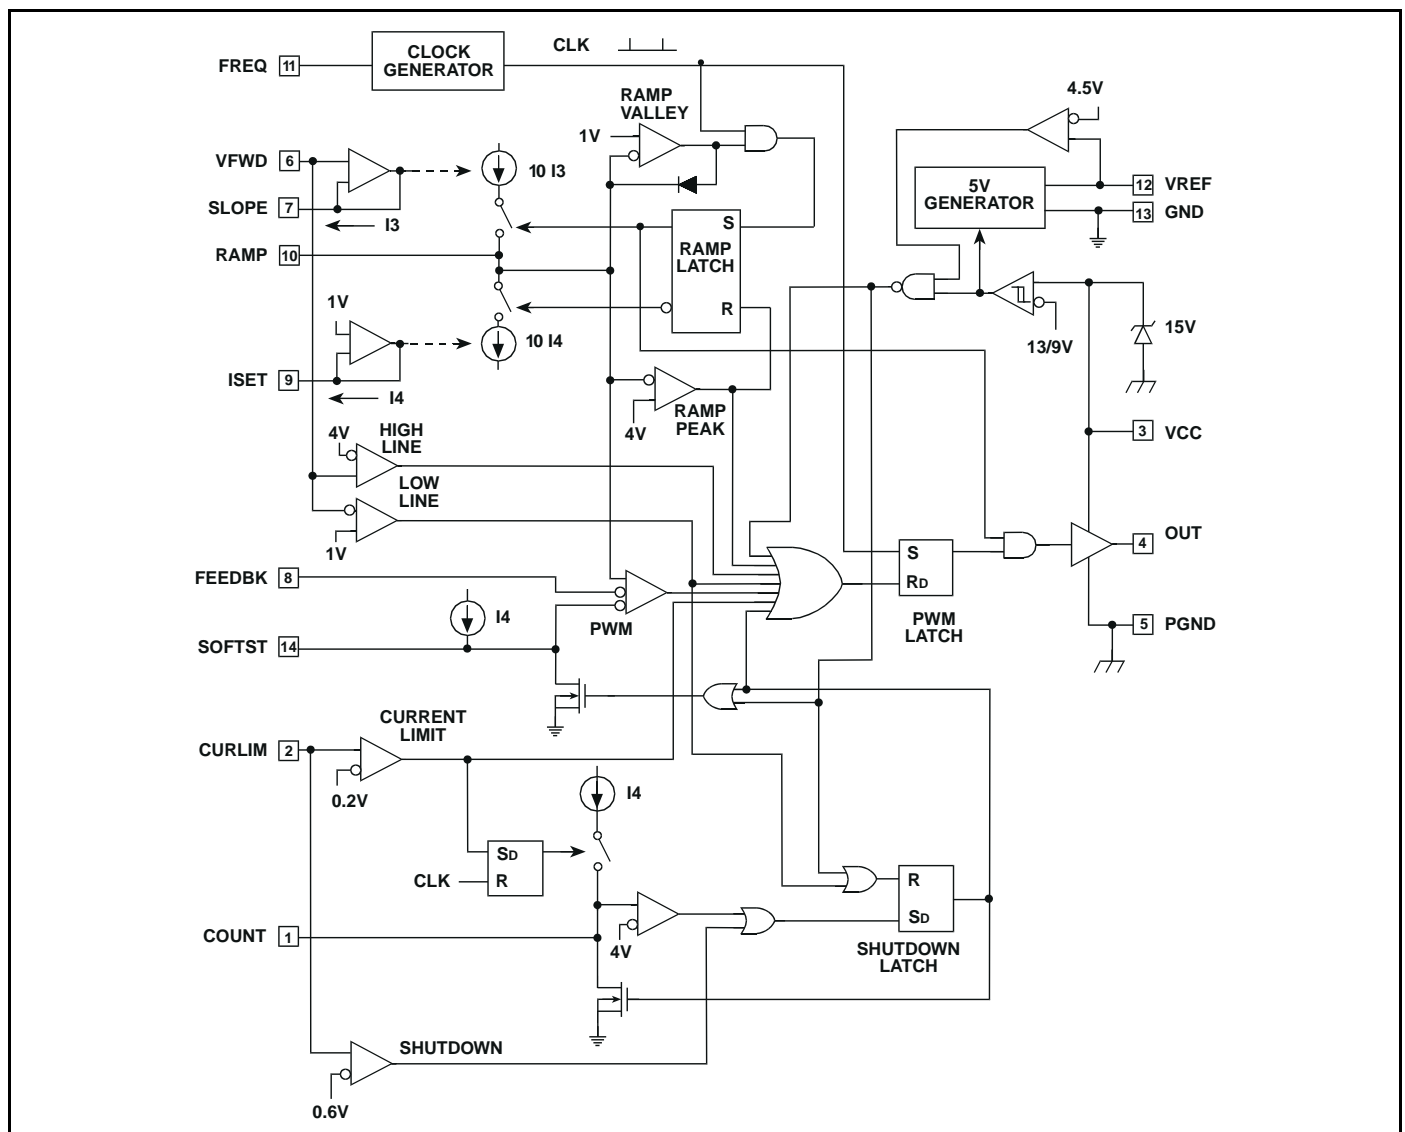 CLK
FREQ 11
CLOCK
GENERATOR
4.5V
RAMP
VALLEY
1V
VFWD 6
10 I3
5V
GENERATOR
12 VREF
SLOPE 7
I3
13 GND
S
RAMP
LATCH
R
RAMP 10
1V
10 I4
13/9V
15V
ISET 9
I4
RAMP
PEAK
4V
4V
HIGH
LINE
3 VCC
LOW
LINE
1V
4 OUT
S
RD
PWM
LATCH
FEEDBK 8
I4
PWM
5 PGND
SOFTST 14
CURRENT
LIMIT
CURLIM 2
0.2V
I4
SD
R
CLK
R
SD
SHUTDOWN
LATCH
COUNT 1
4V
SHUTDOWN
0.6V